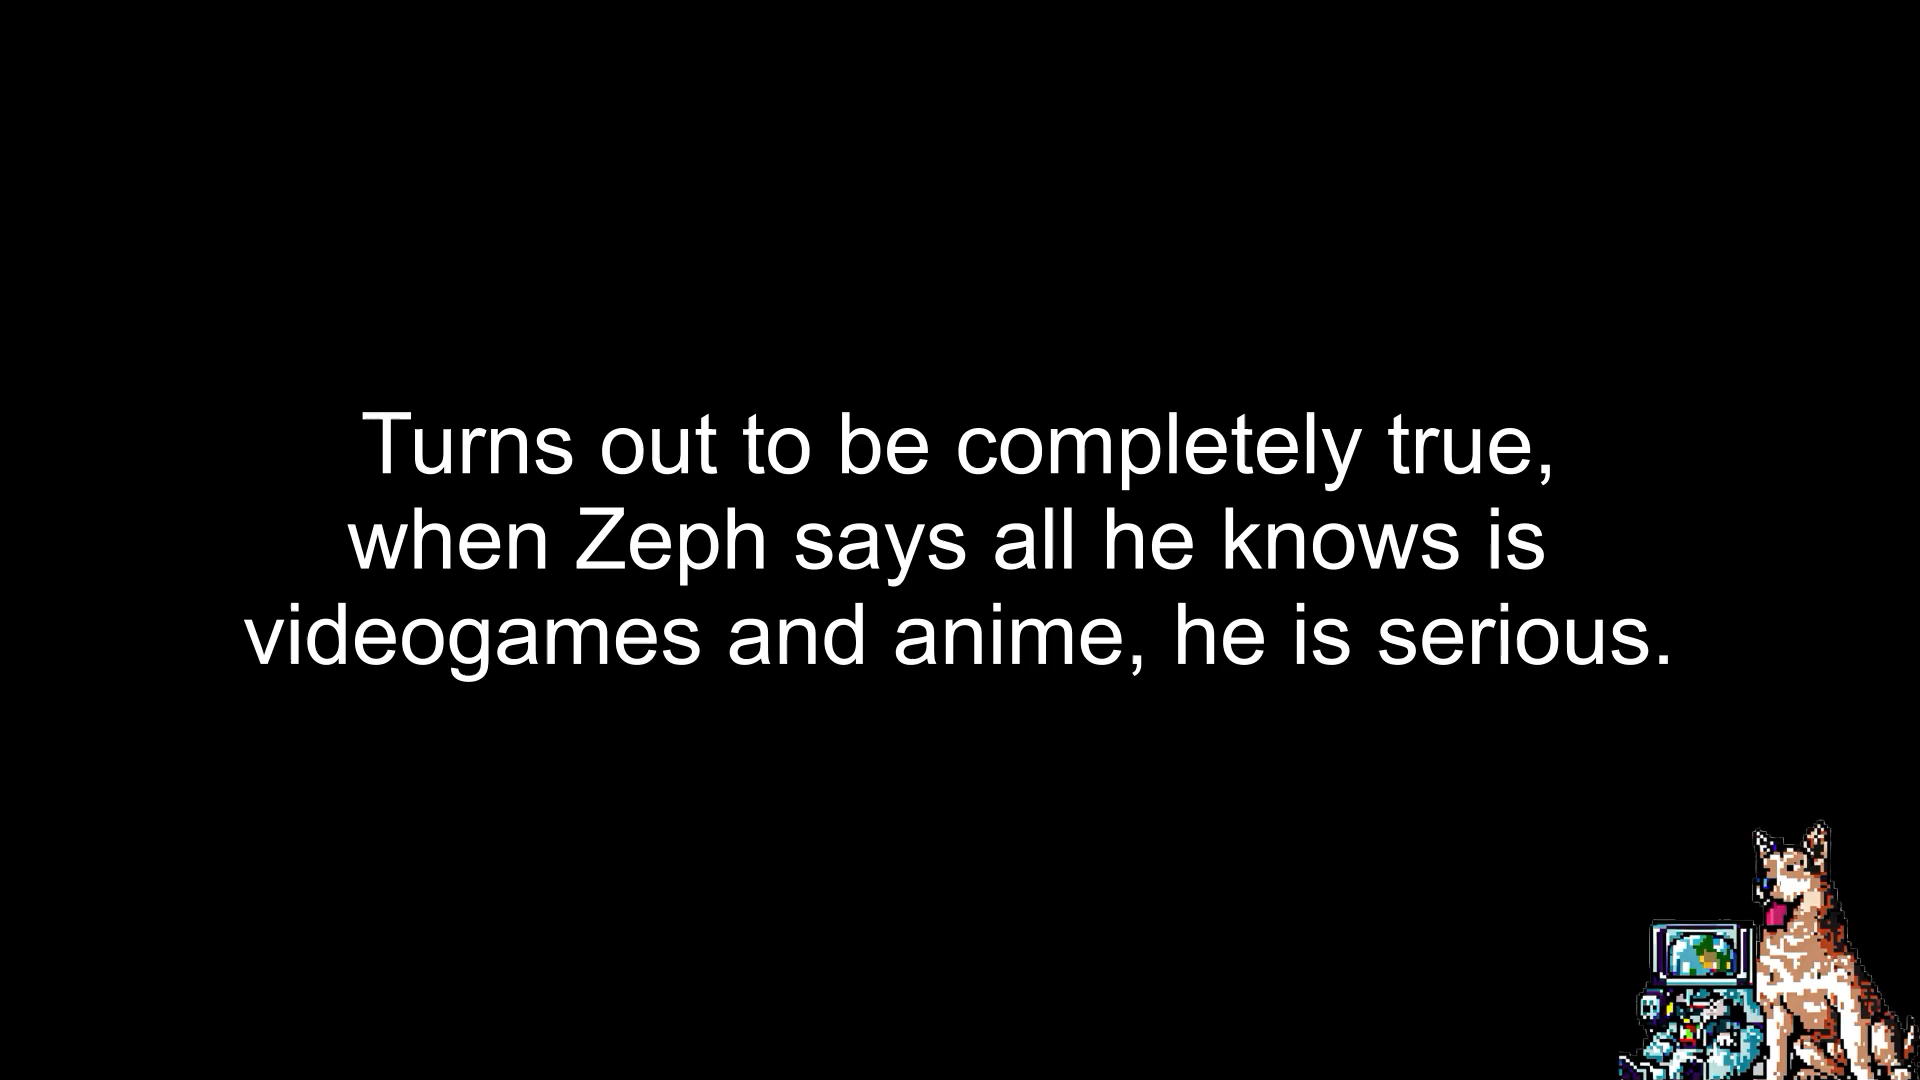 Turns out to be completely true,
when Zeph says all he knows is
videogames and anime, he is serious.